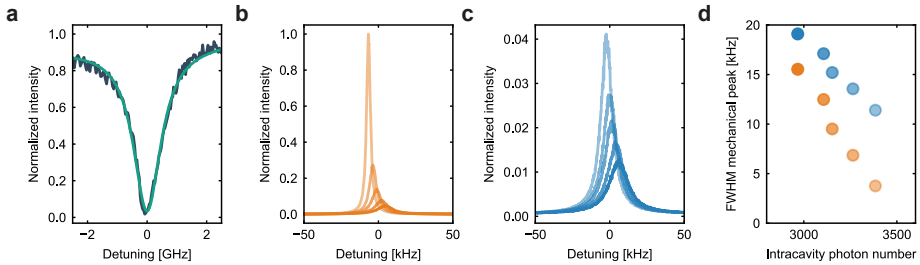 a
b
c
d
Normalized intensity
1.0
0.8
0.6
0.4
0.2
0.0
−2
0
2
Detuning [GHz]
Normalized intensity
1.0
0.8
0.6
0.4
0.2
0.0
−50
0
50
Detuning [kHz]
Normalized intensity
0.04
0.03
0.02
0.01
0.00
−50
0
50
Detuning [kHz]
FWHM mechanical peak [kHz]
20
15
10
5
0
3000
3500
Intracavity photon number